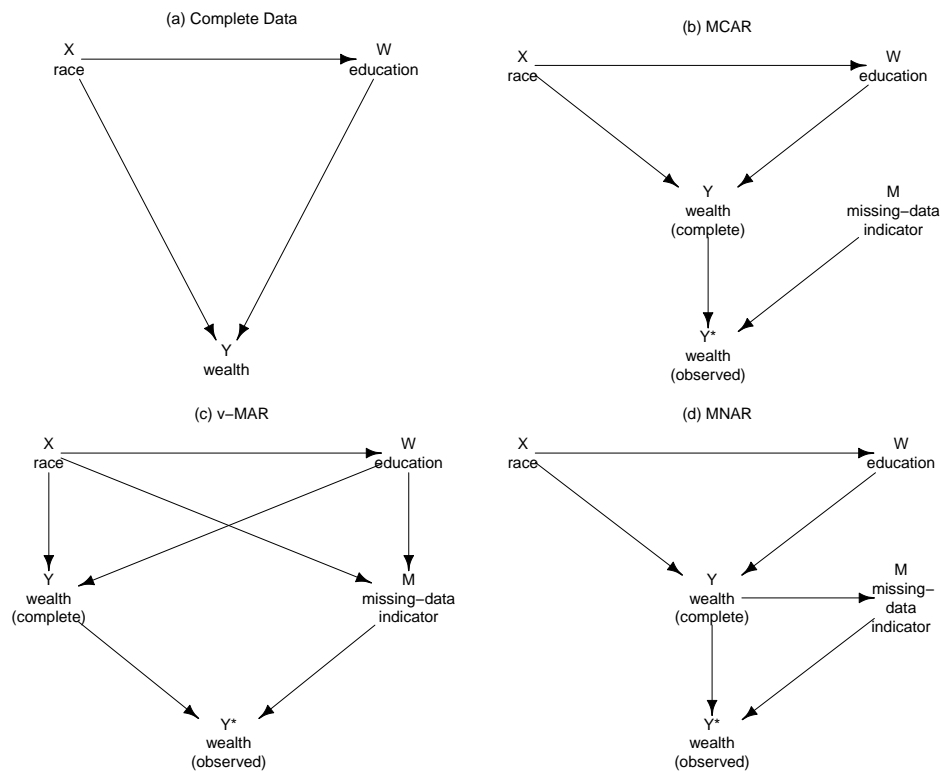 (a) Complete Data
X
race
W
education
Y
wealth
(b) MCAR
X
race
W
education
Y
wealth
(complete)
M
missing−data
indicator
Y*
wealth
(observed)
(c) v−MAR
X
race
W
education
Y
wealth
(complete)
M
missing−data
indicator
Y*
wealth
(observed)
(d) MNAR
X
race
W
education
Y
wealth
(complete)
M
missing−
data
indicator
Y*
wealth
(observed)